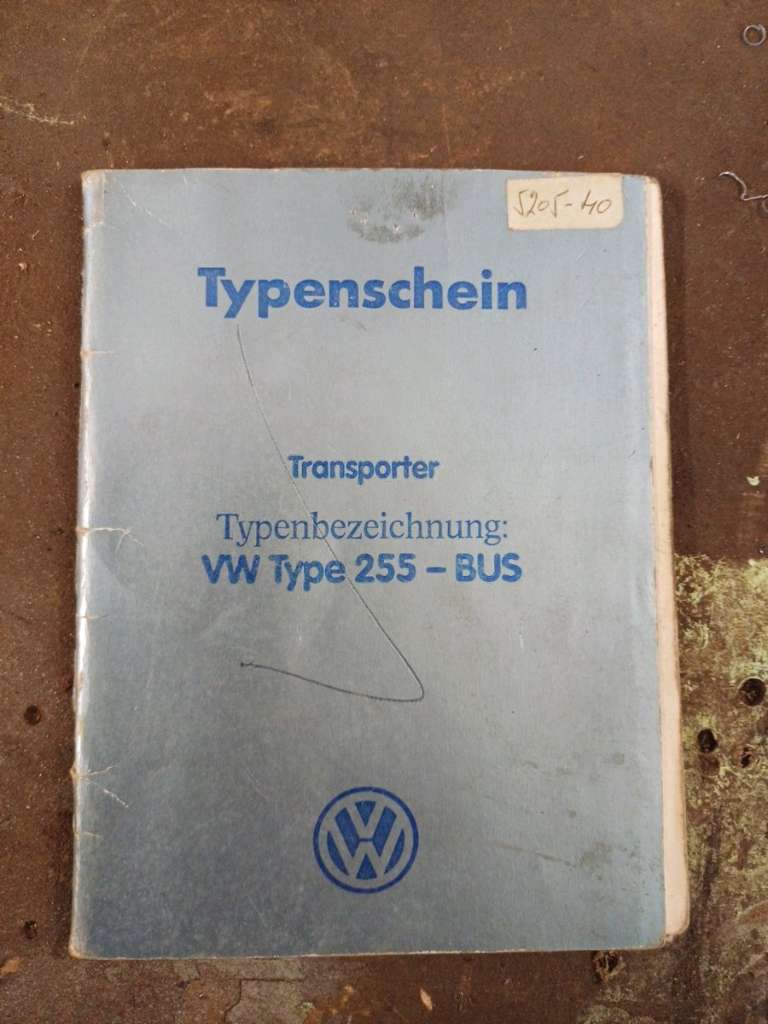 5205-40
Typenschein
Transporter
Typenbezeichnung:
VW Type 255 – BUS
VW